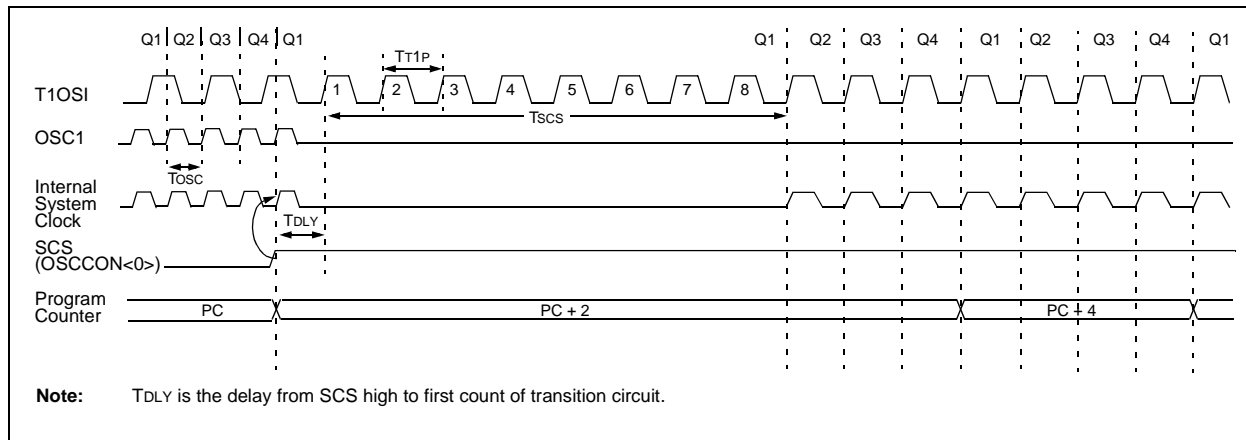 Q1 Q2 Q3 Q4 Q1 Q1 Q2 Q3 Q4 Q1 Q2 Q3 Q4 Q1
TT1P
T1OSI
1 2 3 4 5 6 7 8
TSCS
OSC1
TOSC
Internal
System
Clock
TDLY
SCS
(OSCCON<0>)
Program
Counter
PC PC + 2 PC + 4
Note: TDLY is the delay from SCS high to first count of transition circuit.